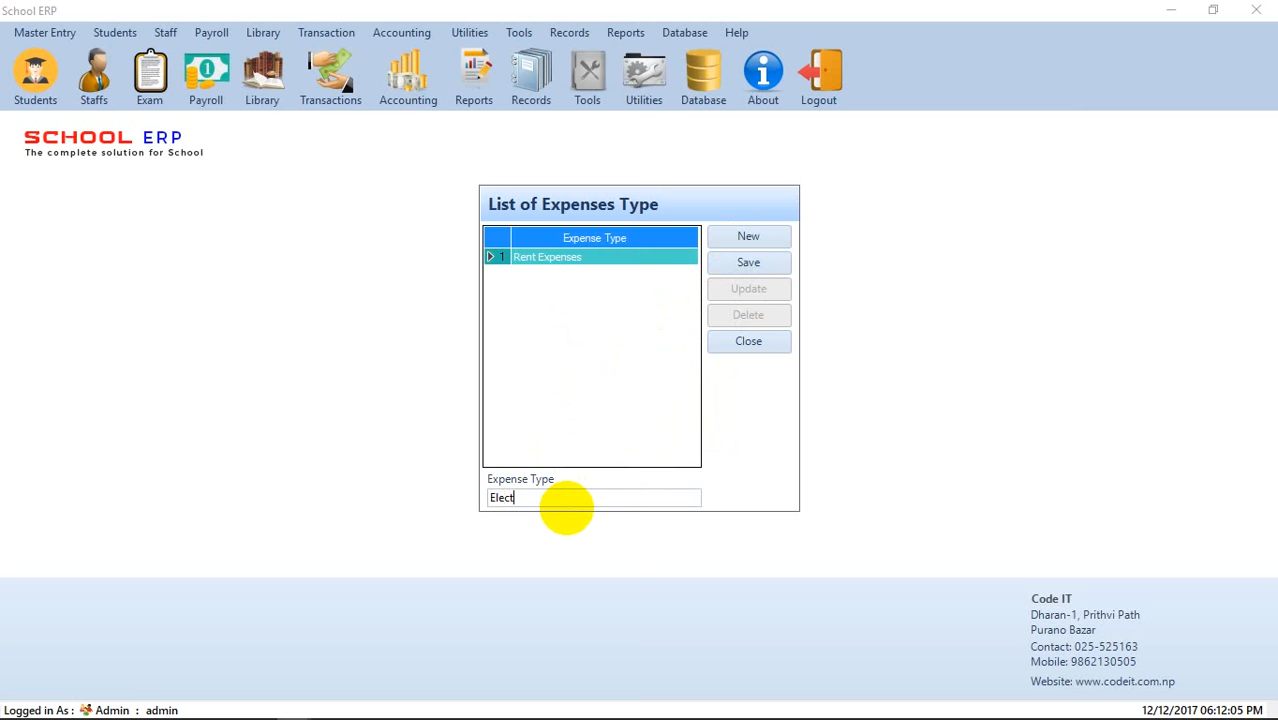 School ERP
Master Entry Students Staff Payroll Library Transaction Accounting Utilities Tools Records Reports Database Help
Students Staffs Exam Payroll Library Transactions Accounting Reports Records Tools Utilities Database About Logout
SCHOOL ERP
The complete solution for School
List of Expenses Type
Expense Type
1 Rent Expenses
New
Save
Update
Delete
Close
Expense Type
Elect
Code IT
Dharan-1, Prithvi Path
Purano Bazar
Contact: 025-525163
Mobile: 9862130505
Website: www.codeit.com.np
Logged in As : Admin : admin 12/12/2017 06:12:05 PM